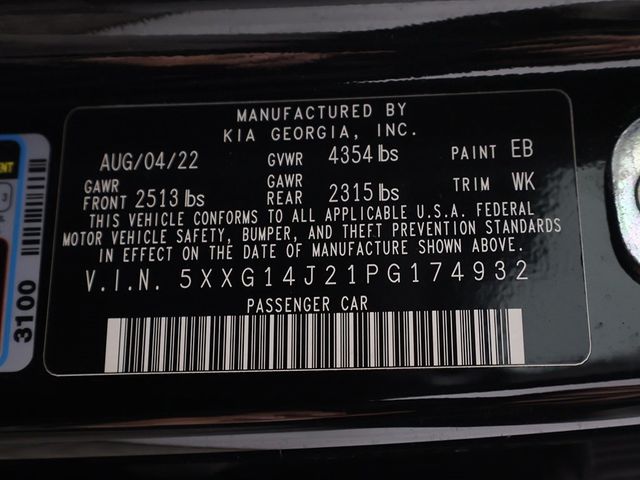 MANUFACTURED BY
KIA GEORGIA, INC.
AUG/04/22 GVWR 4354 lbs PAINT EB
GAWR FRONT 2513 lbs GAWR REAR 2315 lbs TRIM WK
THIS VEHICLE CONFORMS TO ALL APPLICABLE U.S.A. FEDERAL
MOTOR VEHICLE SAFETY, BUMPER, AND THEFT PREVENTION STANDARDS
IN EFFECT ON THE DATE OF MANUFACTURE SHOWN ABOVE.
V.I.N. 5XXG14J21PG174932
PASSENGER CAR
3100